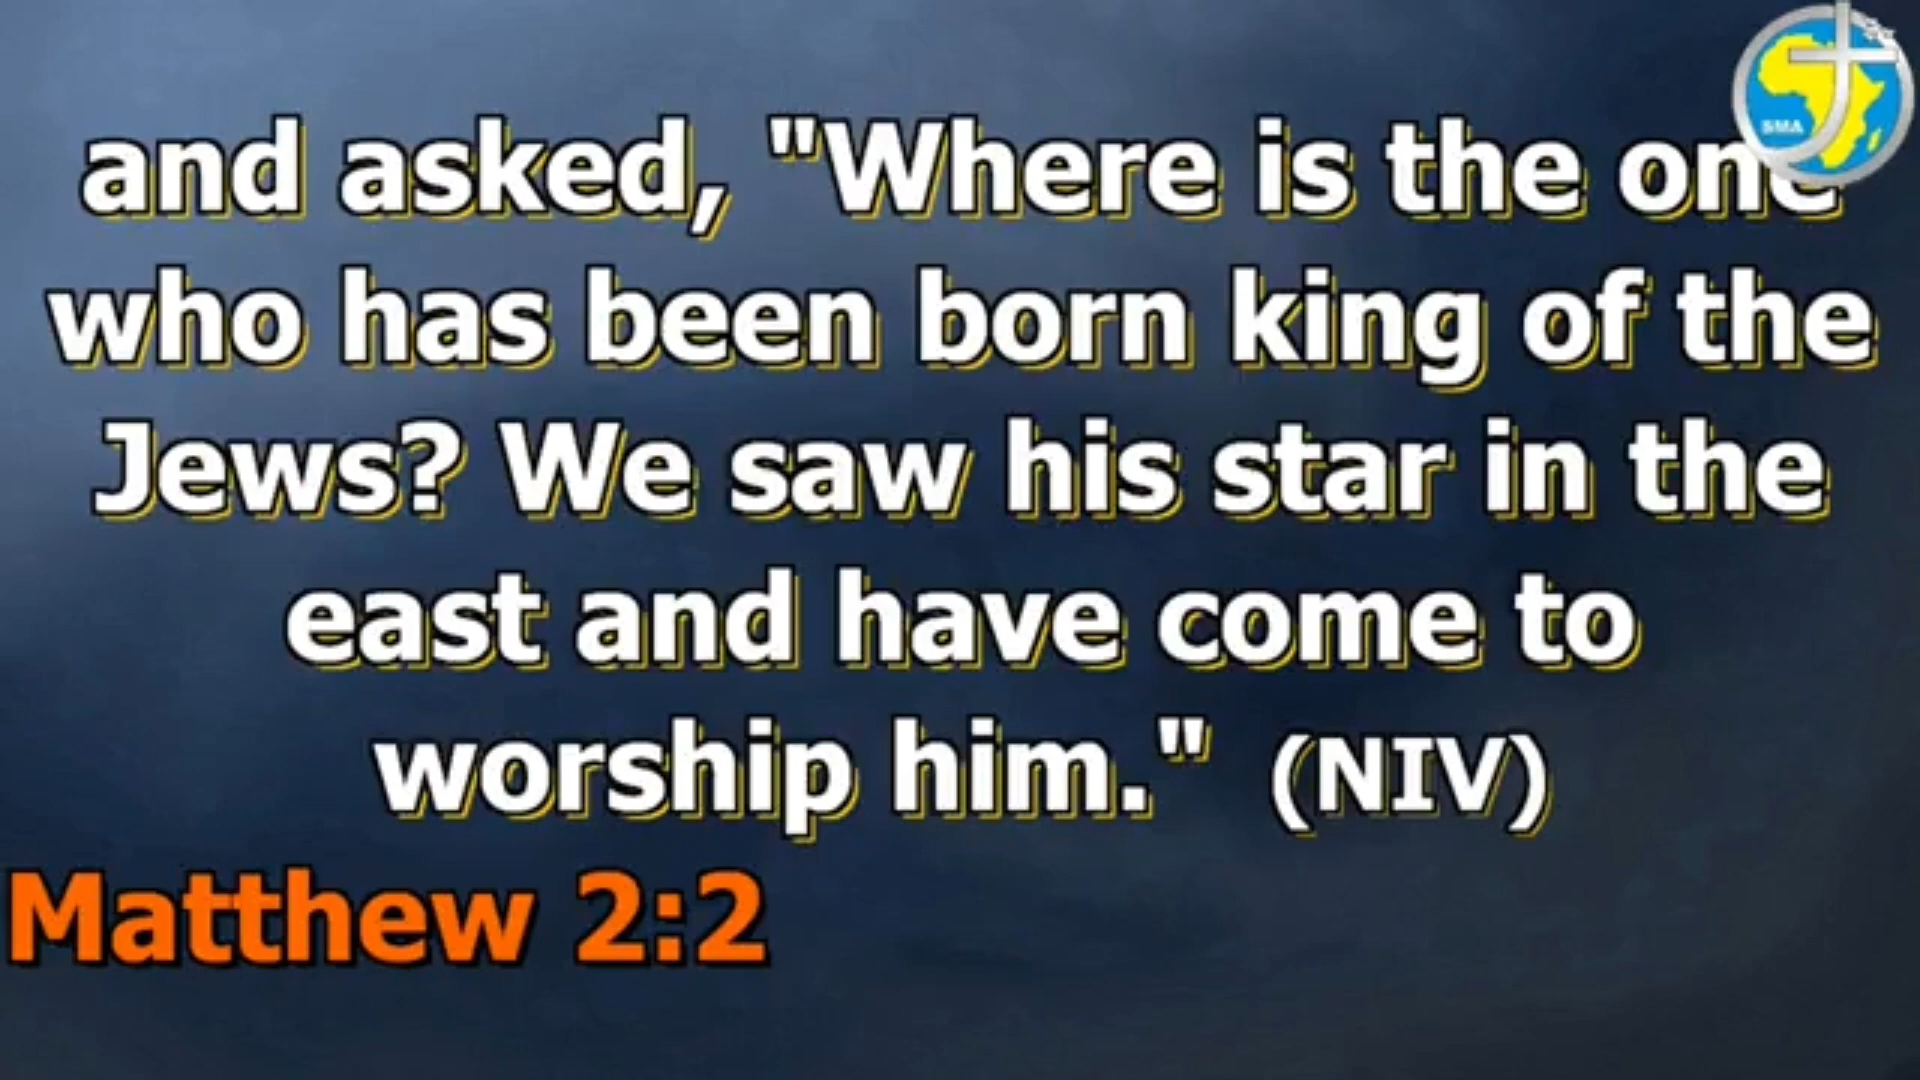 SMA
and asked, "Where is the one
who has been born king of the
Jews? We saw his star in the
east and have come to
worship him." (NIV)
Matthew 2:2